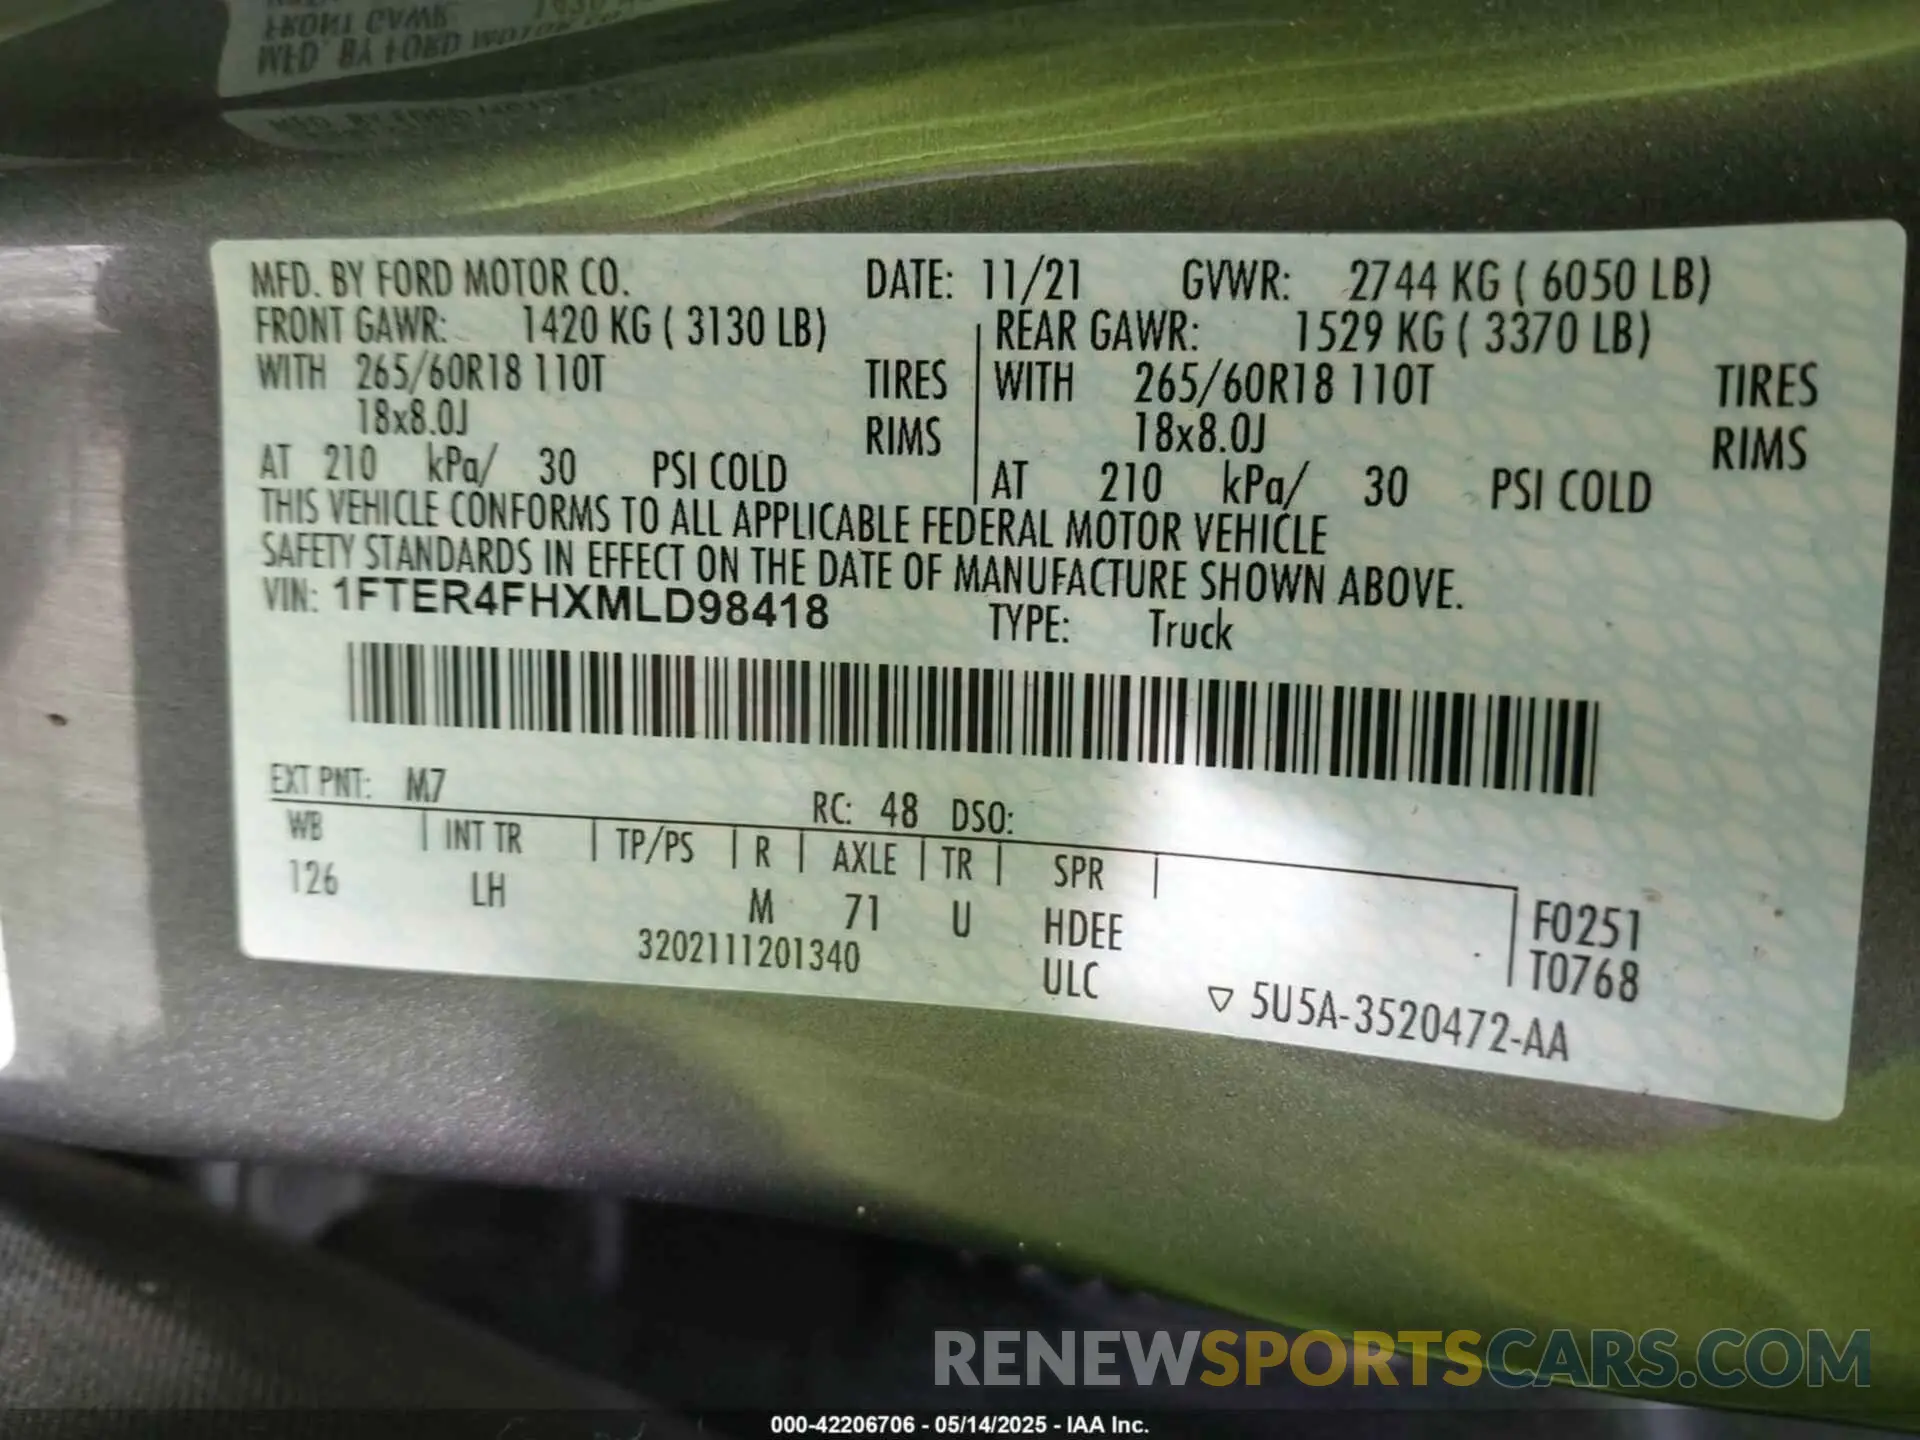 MFD. BY FORD MOTOR CO. DATE: 11/21 GVWR: 2744 KG ( 6050 LB)
FRONT GAWR: 1420 KG ( 3130 LB) REAR GAWR: 1529 KG ( 3370 LB)
WITH 265/60R18 110T TIRES WITH 265/60R18 110T TIRES
18x8.0J RIMS 18x8.0J RIMS
AT 210 kPa/ 30 PSI COLD AT 210 kPa/ 30 PSI COLD
THIS VEHICLE CONFORMS TO ALL APPLICABLE FEDERAL MOTOR VEHICLE
SAFETY STANDARDS IN EFFECT ON THE DATE OF MANUFACTURE SHOWN ABOVE.
VIN: 1FTER4FHXMLD98418 TYPE: Truck
EXT PNT: M7 RC: 48 DSO:
WB INT TR TP/PS R AXLE TR SPR
126 LH M 71 U HDEE F0251
3202111201340 ULC T0768
▽ 5U5A-3520472-AA
RENEWSPORTSCARS.COM
000-42206706 - 05/14/2025 - IAA Inc.